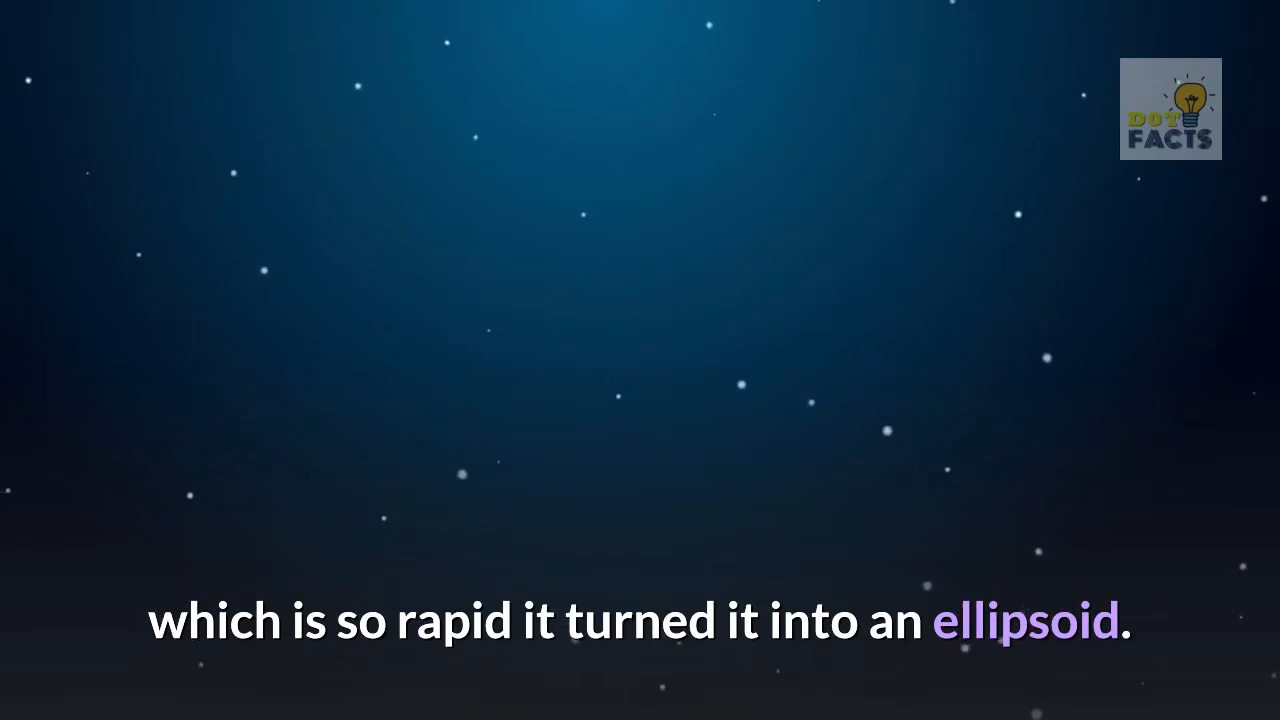 DOT
FACTS
which is so rapid it turned it into an ellipsoid.